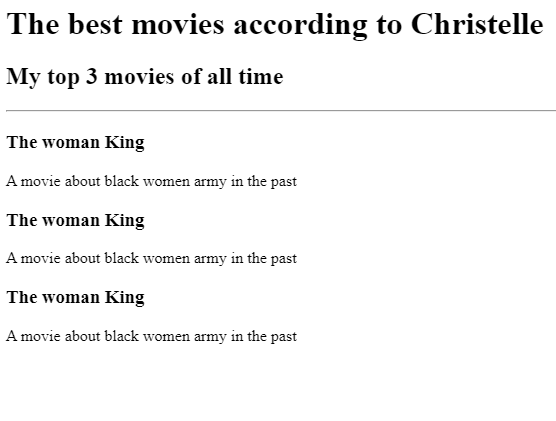 The best movies according to Christelle
My top 3 movies of all time
The woman King
A movie about black women army in the past
The woman King
A movie about black women army in the past
The woman King
A movie about black women army in the past